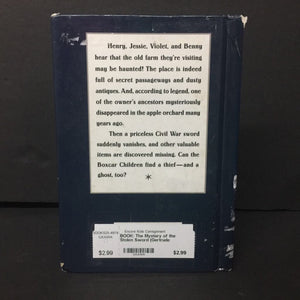 Henry, Jessie, Violet, and Benny
hear that the old farm they're visiting
may be haunted! The place is indeed
full of secret passageways and dusty
antiques. And, according to legend, one
of the owner's ancestors mysteriously
disappeared in the apple orchard many
years ago.
Then a priceless Civil War sword
suddenly vanishes, and other valuable
items are discovered missing. Can the
Boxcar Children find a thief—and a
ghost, too?
Encore Kids Consignment
BOOK: The Mystery of the
Stolen Sword (Gertrude
$2.99
$2.99